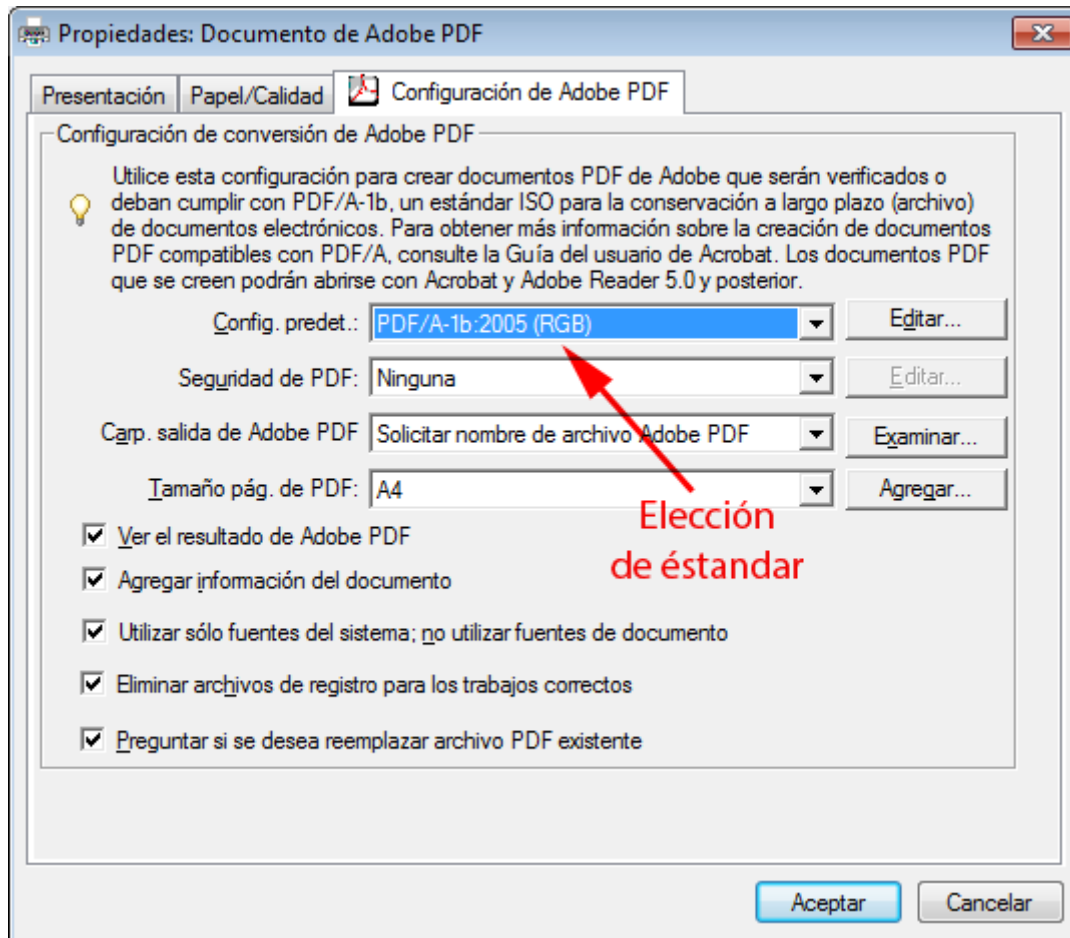 Propiedades: Documento de Adobe PDF
Presentación Papel/Calidad Configuración de Adobe PDF
Configuración de conversión de Adobe PDF
Utilice esta configuración para crear documentos PDF de Adobe que serán verificados o
deban cumplir con PDF/A-1b, un estándar ISO para la conservación a largo plazo (archivo)
de documentos electrónicos. Para obtener más información sobre la creación de documentos
PDF compatibles con PDF/A, consulte la Guía del usuario de Acrobat. Los documentos PDF
que se creen podrán abrirse con Acrobat y Adobe Reader 5.0 y posterior.
Config. predet.: PDF/A-1b:2005 (RGB) Editar...
Seguridad de PDF: Ninguna Editar...
Carp. salida de Adobe PDF Solicitar nombre de archivo Adobe PDF Examinar...
Tamaño pág. de PDF: A4 Agregar...
Elección
de éstandar
Ver el resultado de Adobe PDF
Agregar información del documento
Utilizar sólo fuentes del sistema; no utilizar fuentes de documento
Eliminar archivos de registro para los trabajos correctos
Preguntar si se desea reemplazar archivo PDF existente
Aceptar Cancelar